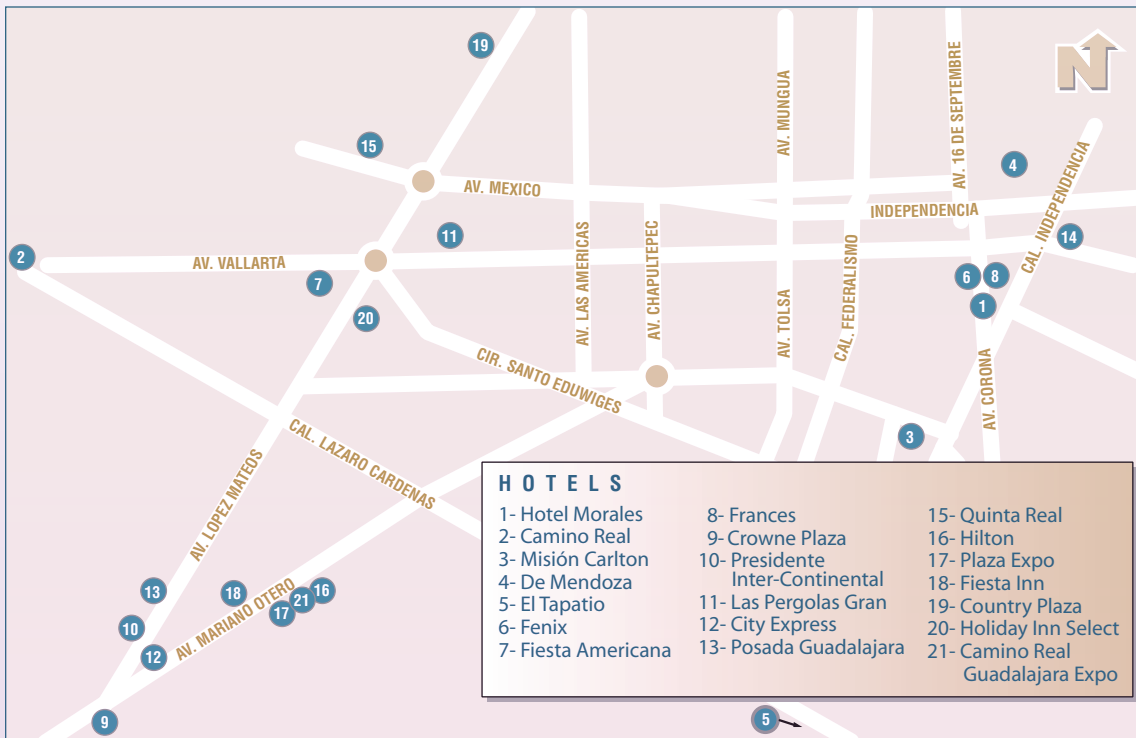 19
N
AV. MUNGUA
AV. 16 DE SEPTEMBRE
15
4
AV. MEXICO
INDEPENDENCIA
CAL. INDEPENDENCIA
11
14
2
AV. VALLARTA
AV. LAS AMERICAS
AV. CHAPULTEPEC
CAL. FEDERALISMO
7
6
8
20
1
AV. TOLSA
CIR. SANTO EDUWIGES
AV. CORONA
3
CAL. LAZARO CARDENAS
AV. LOPEZ MATEOS
13
18
21
16
17
10
AV. MARIANO OTERO
12
9
5
HOTELS
1- Hotel Morales
2- Camino Real
3- Misión Carlton
4- De Mendoza
5- El Tapatio
6- Fenix
7- Fiesta Americana
8- Frances
9- Crowne Plaza
10- Presidente
Inter-Continental
11- Las Pergolas Gran
12- City Express
13- Posada Guadalajara
15- Quinta Real
16- Hilton
17- Plaza Expo
18- Fiesta Inn
19- Country Plaza
20- Holiday Inn Select
21- Camino Real
Guadalajara Expo